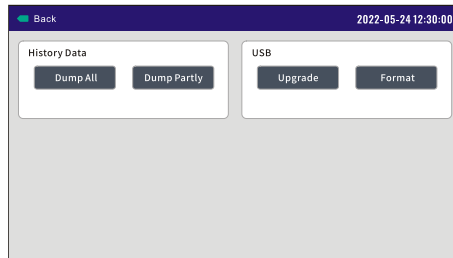 Back 2022-05-24 12:30:00
History Data USB
Dump All Dump Partly Upgrade Format